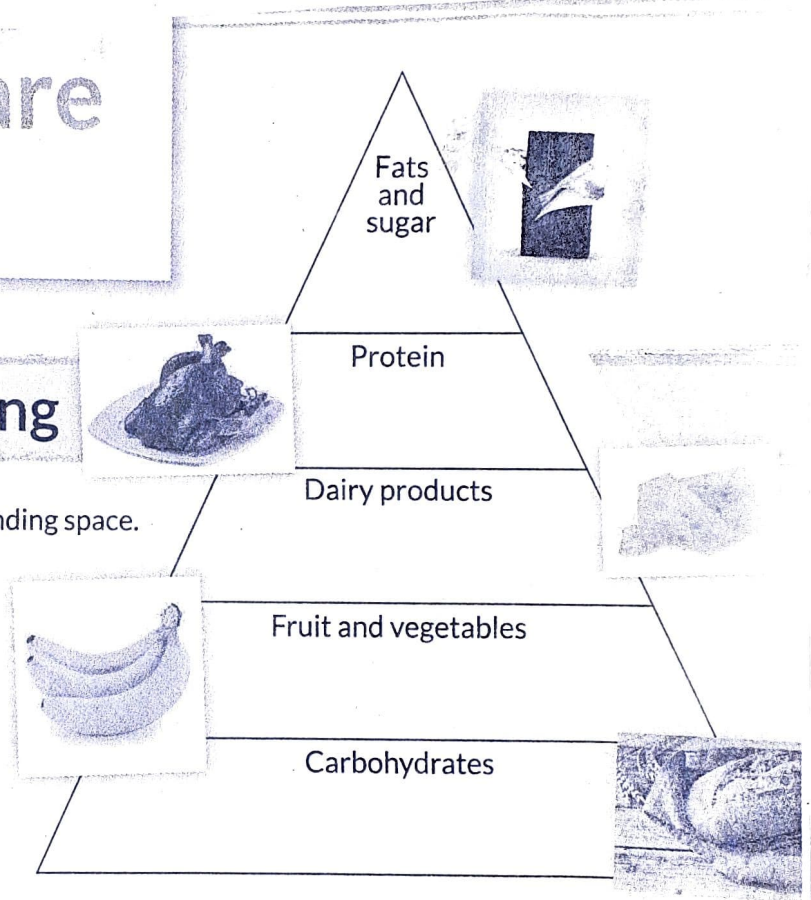 are
Fats
and
sugar
Protein
ng
Dairy products
nding space.
Fruit and vegetables
Carbohydrates